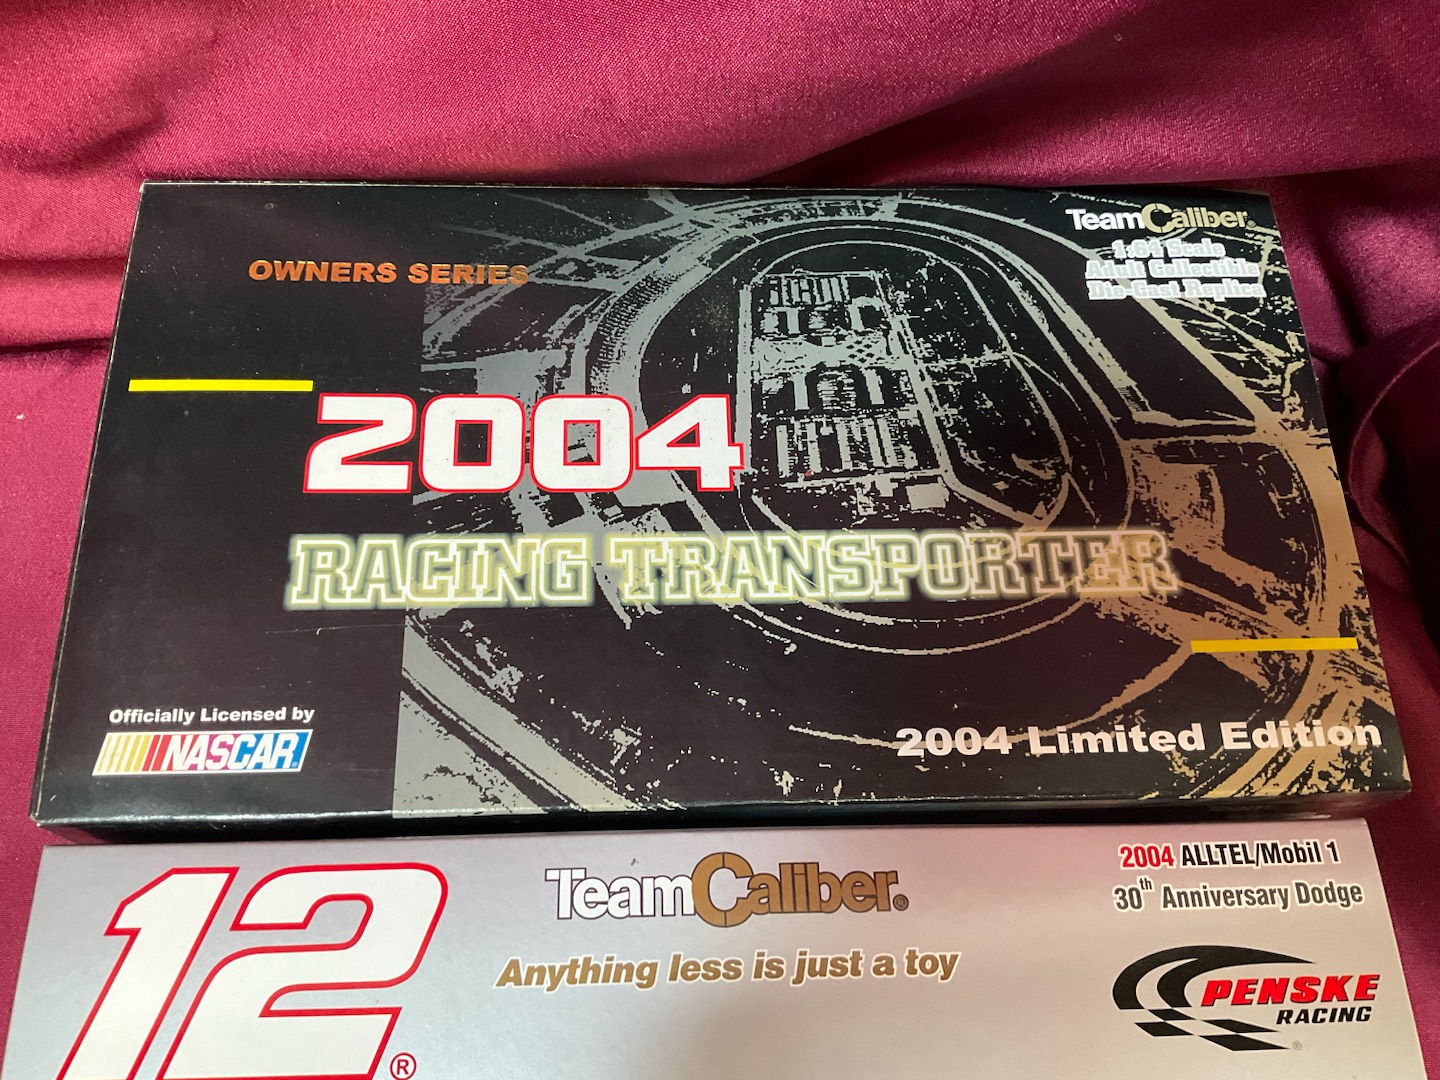 OWNERS SERIES
TeamCaliber®
1:64 Scale
Adult Collectible
Die-Cast Replica
2004
RACING TRANSPORTER
Officially Licensed by
NASCAR®
2004 Limited Edition
12®
TeamCaliber®
Anything less is just a toy
2004 ALLTEL/Mobil 1
30th Anniversary Dodge
PENSKE
RACING®